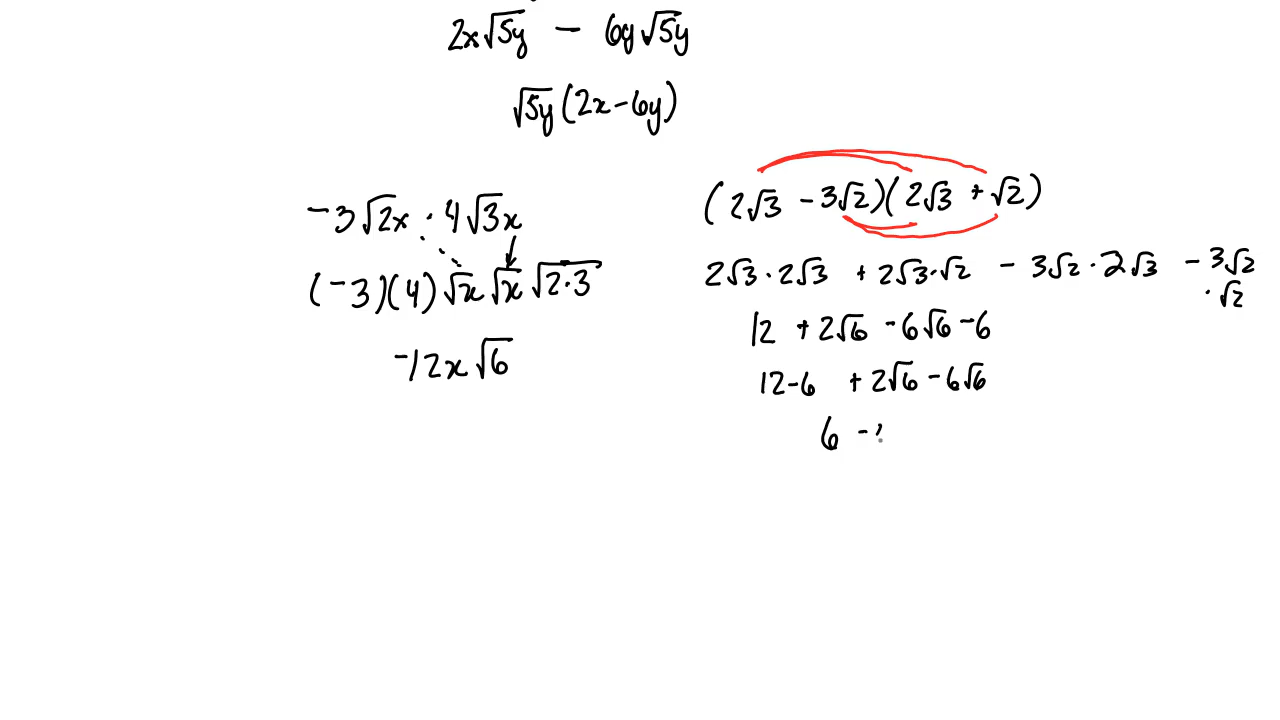 2x√5y − 6y√5y
√5y (2x − 6y)
−3√2x · 4√3x
(−3)(4) √x √x √2·3
−12x√6
(2√3 − 3√2)(2√3 + √2)
2√3 · 2√3 + 2√3 · √2 − 3√2 · 2√3 − 3√2
· √2
12 + 2√6 − 6√6 − 6
12 − 6 + 2√6 − 6√6
6 −